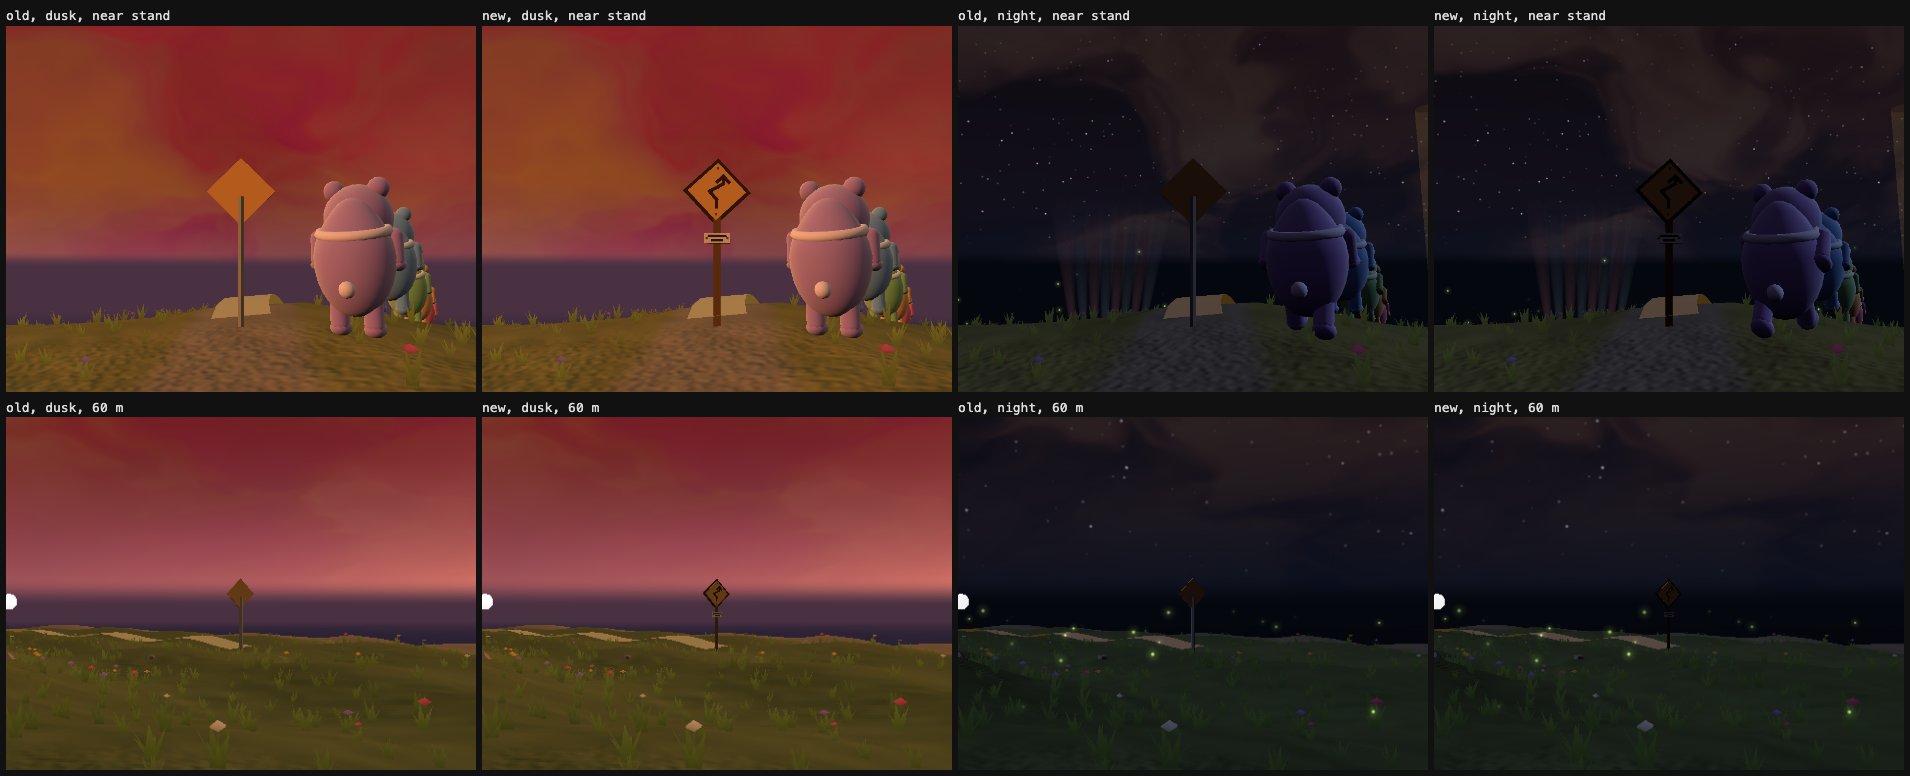 old, dusk, near stand
new, dusk, near stand
old, night, near stand
new, night, near stand
old, dusk, 60 m
new, dusk, 60 m
old, night, 60 m
new, night, 60 m